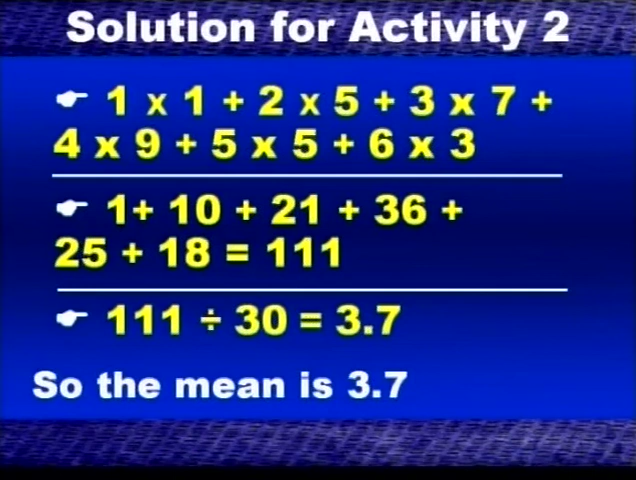 Solution for Activity 2
☛ 1 x 1 + 2 x 5 + 3 x 7 +
4 x 9 + 5 x 5 + 6 x 3
☛ 1+ 10 + 21 + 36 +
25 + 18 = 111
☛ 111 ÷ 30 = 3.7
So the mean is 3.7